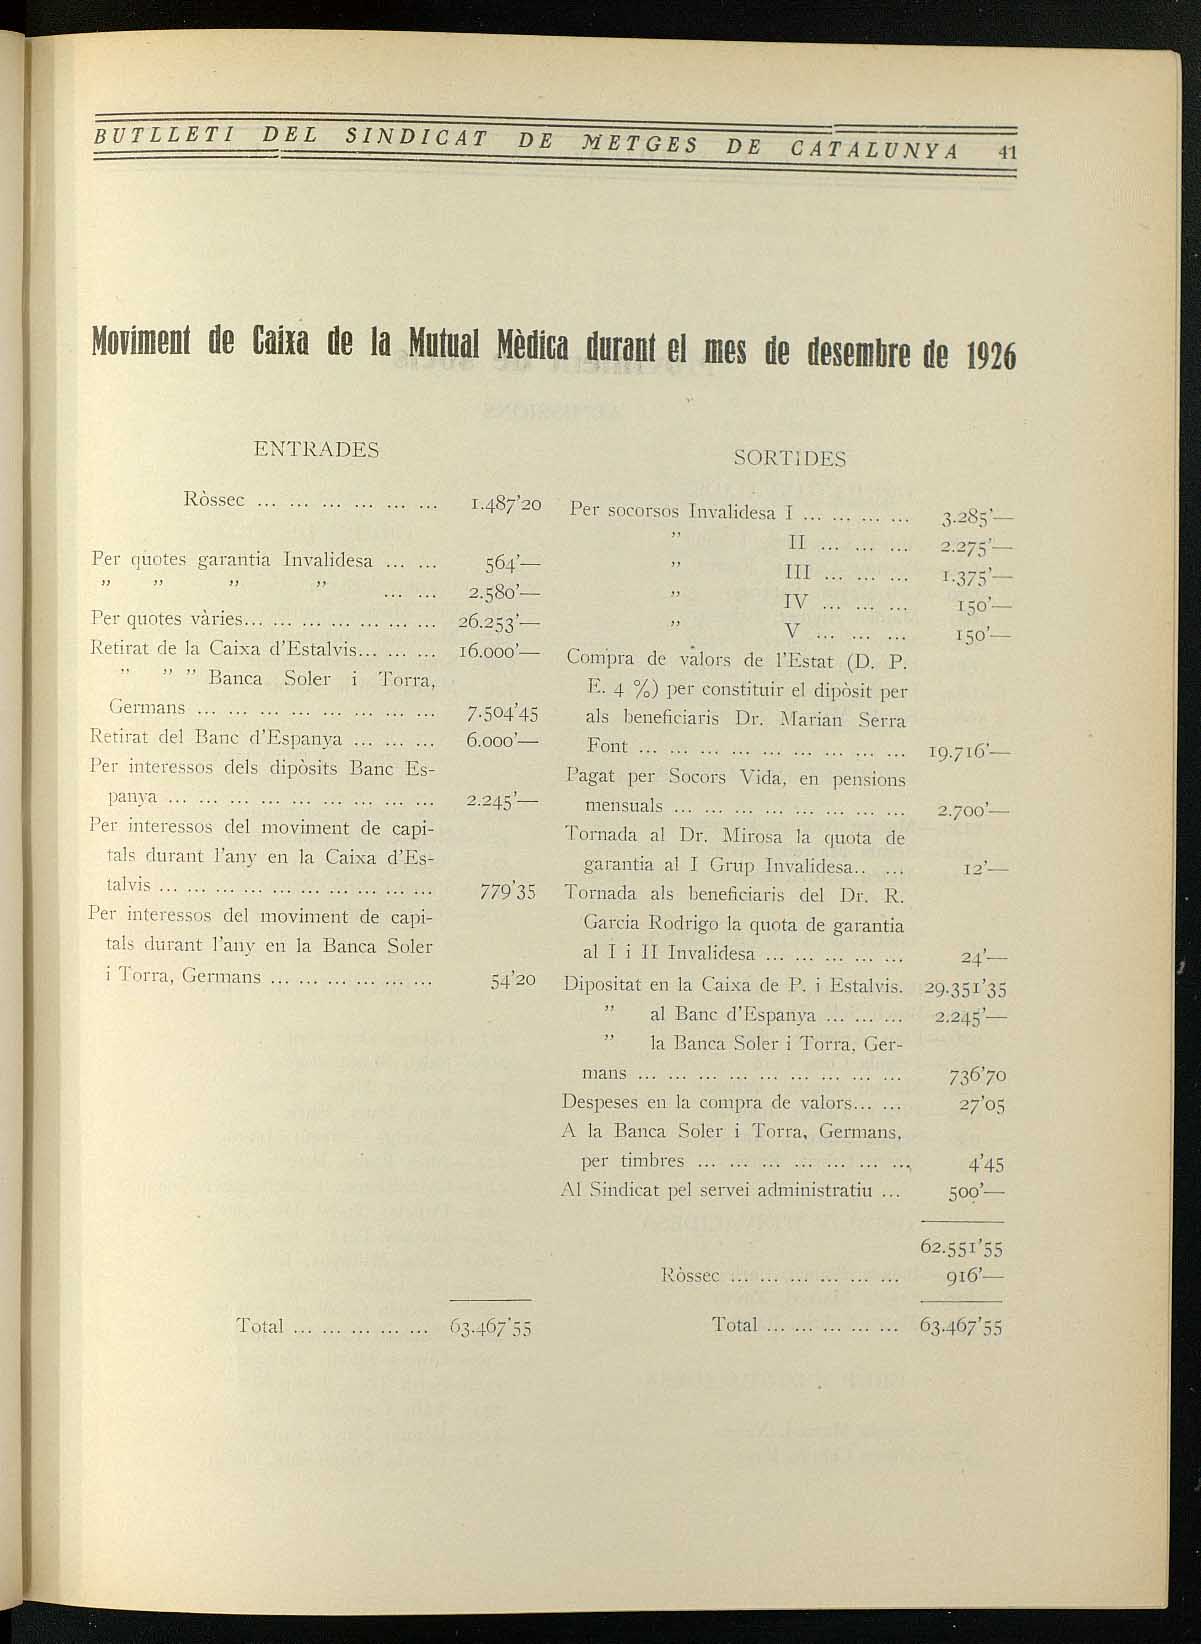 BUTLLETI DEL SINDICAT DE METGES DE CATALUNYA 41
Moviment de Caixa de la Mutual Mèdica durant el mes de desembre de 1926
ENTRADES
Ròssec ... ... ... ... ... ... ... 1.487'20
Per quotes garantia Invalidesa ... ... 564'—
" " " " ... ... 2.580'—
Per quotes vàries... ... ... ... ... ... ... 26.253'—
Retirat de la Caixa d'Estalvis... ... ... 16.000'—
" " " Banca Soler i Torra,
Germans ... ... ... ... ... ... ... ... 7.504'45
Retirat del Banc d'Espanya ... ... ... 6.000'—
Per interessos dels dipòsits Banc Es-
panya ... ... ... ... ... ... ... ... ... 2.245'—
Per interessos del moviment de capi-
tals durant l'any en la Caixa d'Es-
talvis ... ... ... ... ... ... ... ... ... ... 779'35
Per interessos del moviment de capi-
tals durant l'any en la Banca Soler
i Torra, Germans ... ... ... ... ... ... 54'20
Total ... ... ... ... ... 63.467'55
SORTIDES
Per socorsos Invalidesa I ... ... ... ... 3.285'—
" II ... ... ... 2.275'—
" III ... ... ... 1.375'—
" IV ... ... ... 150'—
" V ... ... ... 150'—
Compra de valors de l'Estat (D. P.
E. 4 %) per constituir el dipòsit per
als beneficiaris Dr. Marian Serra
Font ... ... ... ... ... ... ... ... ... 19.716'—
Pagat per Socors Vida, en pensions
mensuals ... ... ... ... ... ... ... ... 2.700'—
Tornada al Dr. Mirosa la quota de
garantia al I Grup Invalidesa.. ... 12'—
Tornada als beneficiaris del Dr. R.
Garcia Rodrigo la quota de garantia
al I i II Invalidesa ... ... ... ... ... 24'—
Dipositat en la Caixa de P. i Estalvis. 29.351'35
" al Banc d'Espanya ... ... ... 2.245'—
" la Banca Soler i Torra, Ger-
mans ... ... ... ... ... ... ... ... ... 736'70
Despeses en la compra de valors... ... 27'05
A la Banca Soler i Torra, Germans,
per timbres ... ... ... ... ... ... ... 4'45
Al Sindicat pel servei administratiu ... 500'—
62.551'55
Ròssec ... ... ... ... ... ... 916'—
Total ... ... ... ... ... 63.467'55